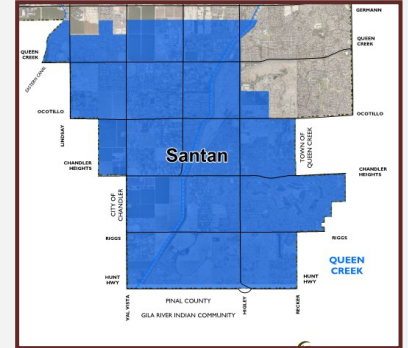 GERMANN
QUEEN
CREEK
QUEEN
CREEK
EASTERN CANAL
OCOTILLO
OCOTILLO
LINDSAY
Santan
TOWN OF
QUEEN CREEK
CHANDLER
HEIGHTS
CHANDLER
HEIGHTS
CITY OF
CHANDLER
RIGGS
RIGGS
QUEEN
CREEK
HUNT
HWY
HUNT
HWY
VAL VISTA
PINAL COUNTY
HIGLEY
RECKER
GILA RIVER INDIAN COMMUNITY